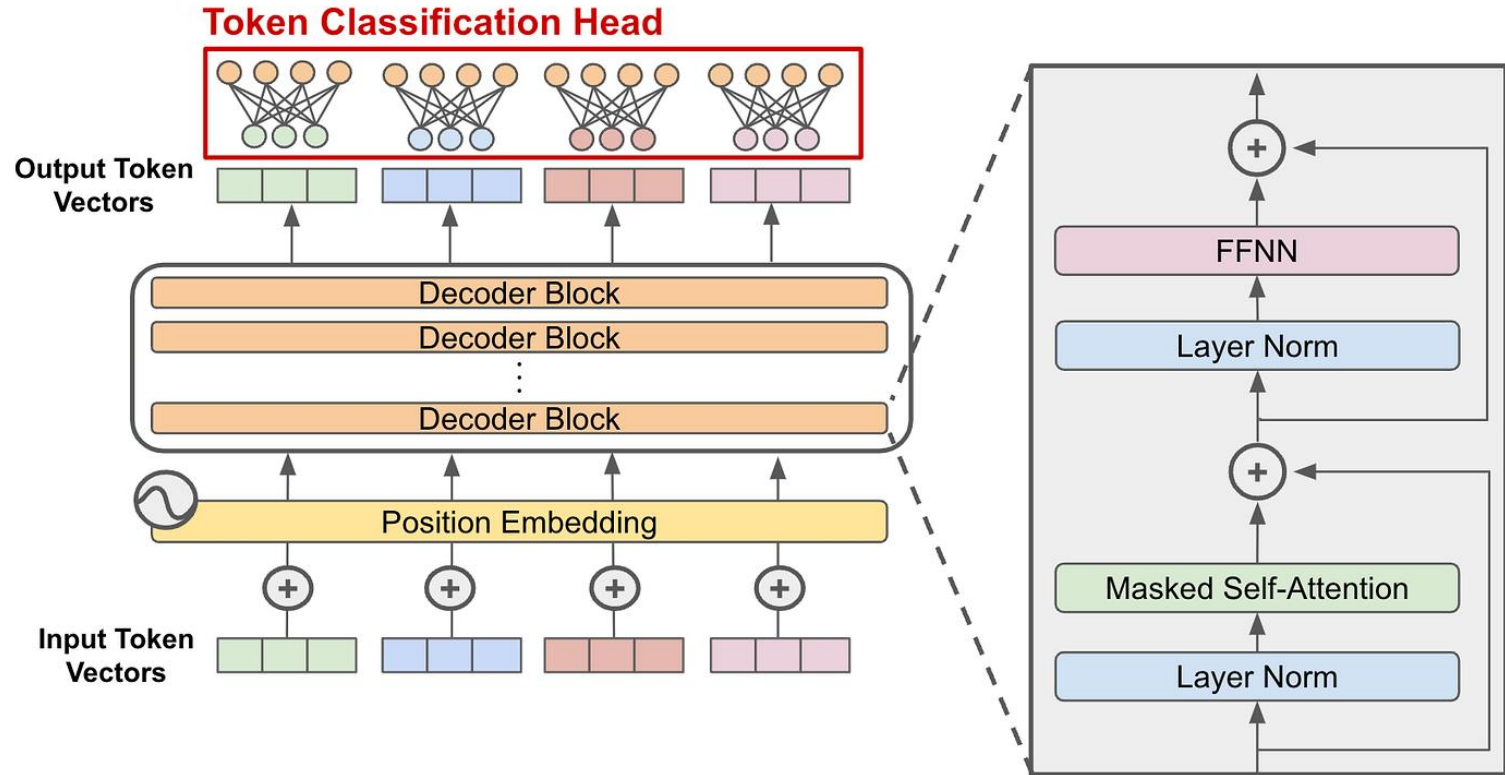 Token Classification Head
Output Token
Vectors
Decoder Block
Decoder Block
Decoder Block
Position Embedding
+
+
+
+
Input Token
Vectors
+
FFNN
Layer Norm
+
Masked Self-Attention
Layer Norm